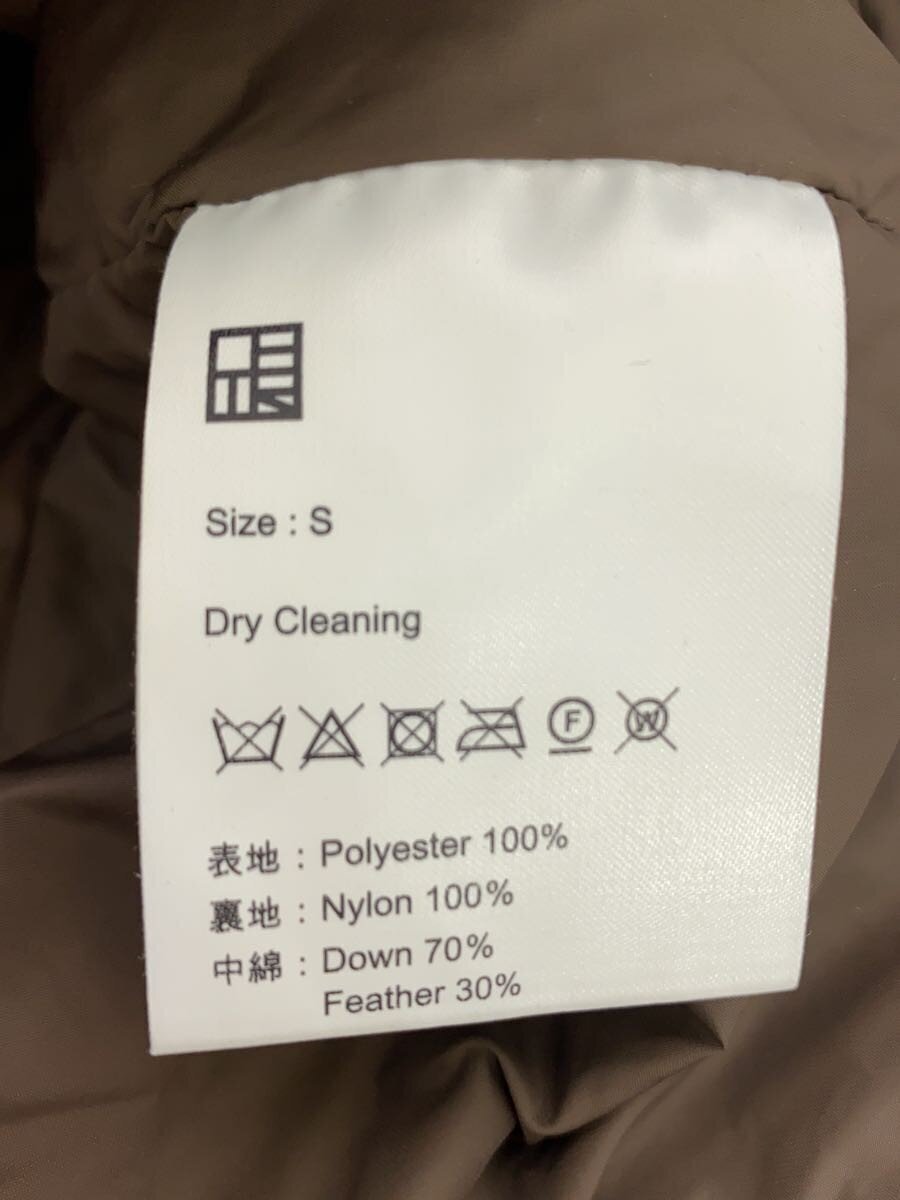 Size : S
Dry Cleaning
F W
表地 : Polyester 100%
裏地 : Nylon 100%
中綿 : Down 70%
Feather 30%